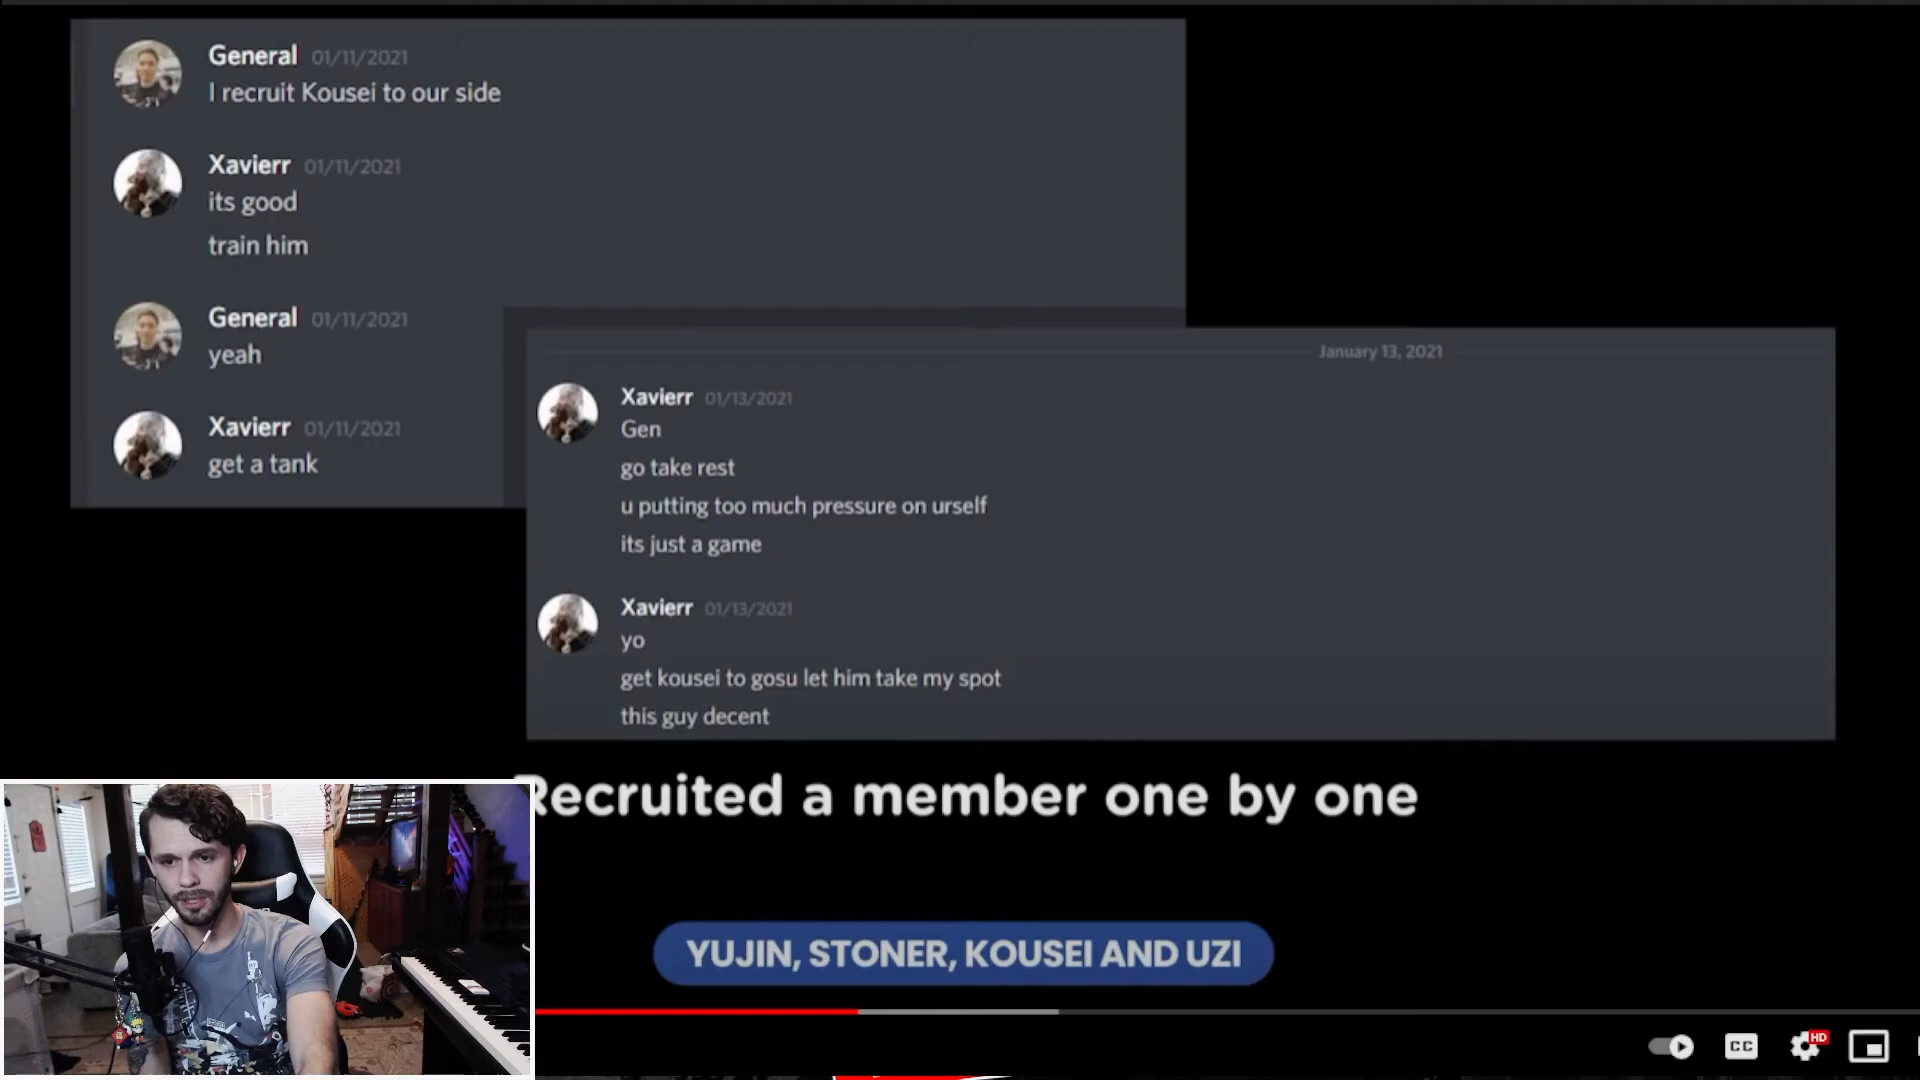 General 01/11/2021
I recruit Kousei to our side
Xavierr 01/11/2021
its good
train him
General 01/11/2021
yeah
Xavierr 01/11/2021
get a tank
January 13, 2021
Xavierr 01/13/2021
Gen
go take rest
u putting too much pressure on urself
its just a game
Xavierr 01/13/2021
yo
get kousei to gosu let him take my spot
this guy decent
Recruited a member one by one
YUJIN, STONER, KOUSEI AND UZI
CC
HD